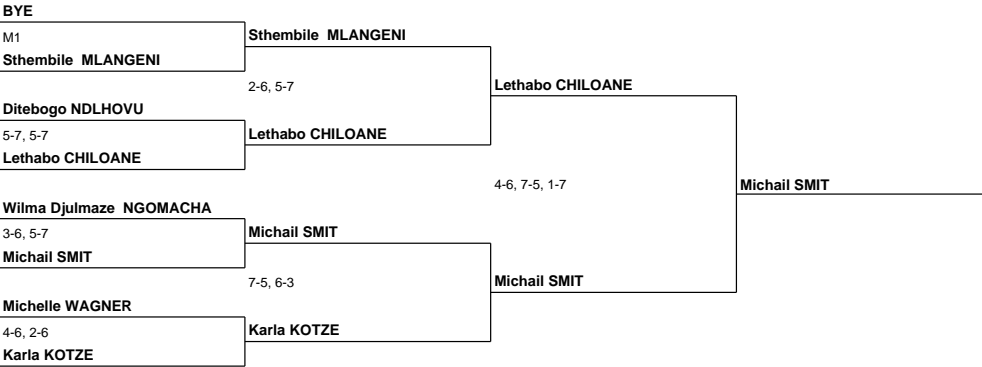 BYE
M1
Sthembile MLANGENI
Ditebogo NDLHOVU
5-7, 5-7
Lethabo CHILOANE
Wilma Djulmaze NGOMACHA
3-6, 5-7
Michail SMIT
Michelle WAGNER
4-6, 2-6
Karla KOTZE
Sthembile MLANGENI
2-6, 5-7
Lethabo CHILOANE
Michail SMIT
7-5, 6-3
Karla KOTZE
Lethabo CHILOANE
4-6, 7-5, 1-7
Michail SMIT
Michail SMIT